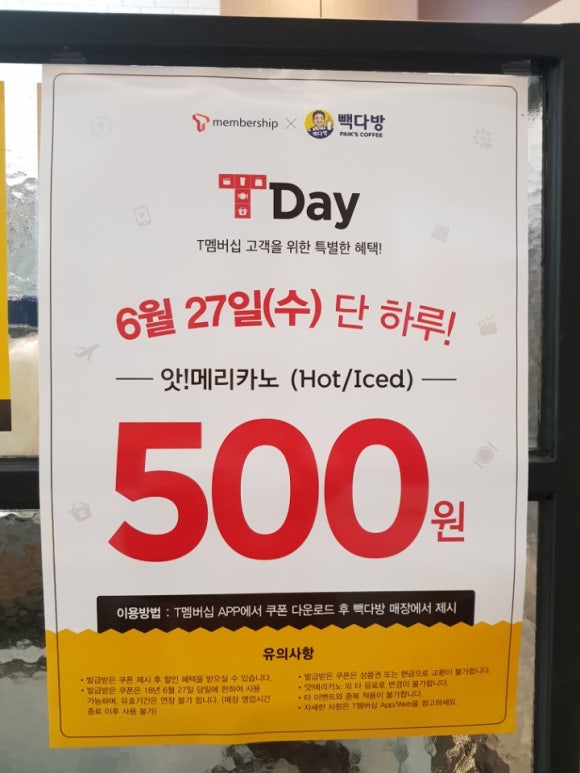 T membership × 빽다방
PAIK'S COFFEE
T Day
T멤버십 고객을 위한 특별한 혜택!
6월 27일(수) 단 하루!
앗!메리카노 (Hot/Iced)
500원
이용방법 : T멤버십 APP에서 쿠폰 다운로드 후 빽다방 매장에서 제시
유의사항
• 발급받은 쿠폰 제시 후 할인 혜택을 받으실 수 있습니다.
• 발급받은 쿠폰은 18년 6월 27일 당일에 한하여 사용
가능하며, 유효기간은 연장 불가 합니다. (매장 영업시간
종료 이후 사용 불가)
• 발급받은 쿠폰은 상품권 또는 현금으로 교환이 불가합니다.
• 앗!메리카노 외 타 음료로 변경이 불가합니다.
• 타 이벤트와 중복 적용이 불가합니다.
• 자세한 사항은 T멤버십 App/Web을 참고하세요.